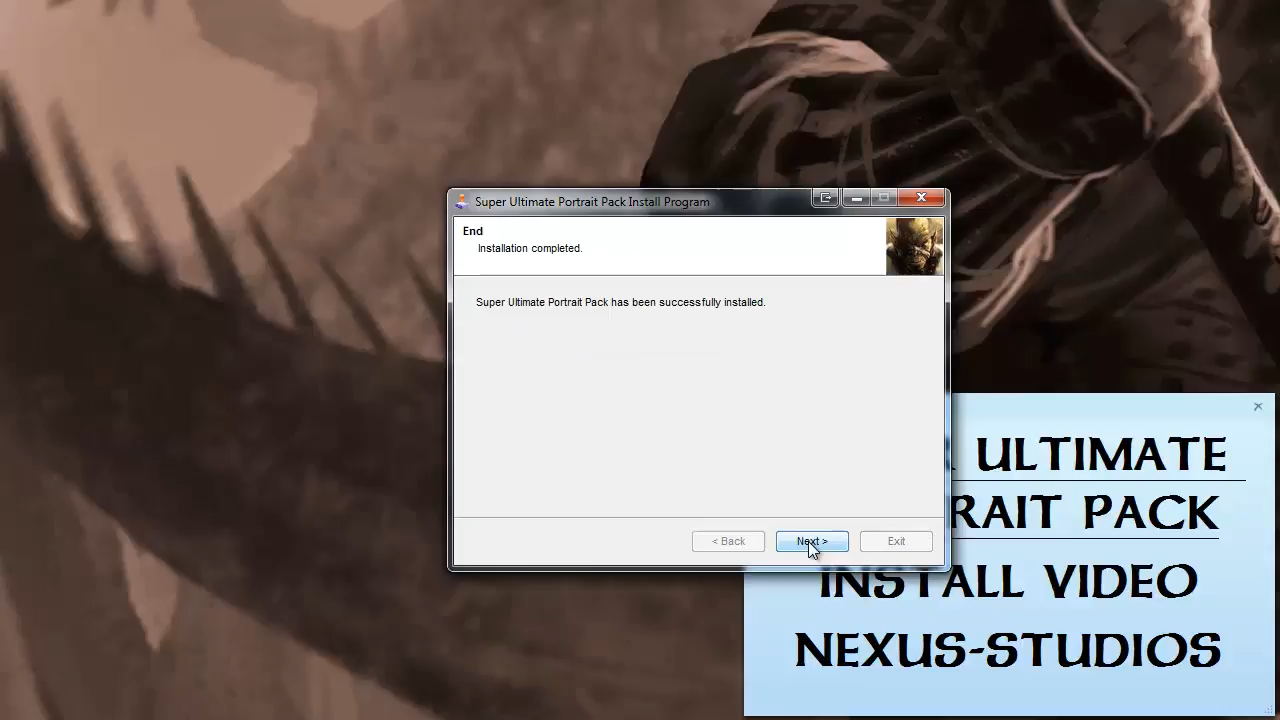 Super Ultimate Portrait Pack Install Program
End
Installation completed.
Super Ultimate Portrait Pack has been successfully installed.
< Back
Next >
Exit
ULTIMATE
PACK
INSTALL VIDEO
NEXUS-STUDIOS